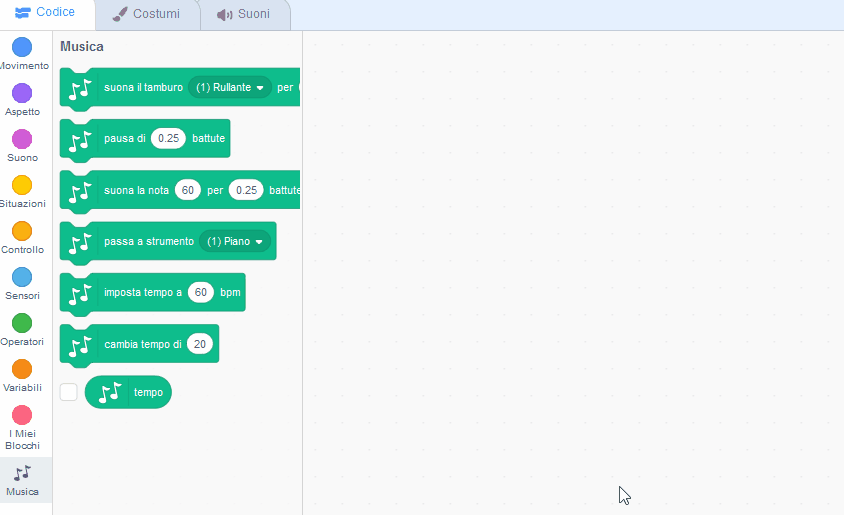 Codice
Costumi
Suoni
Movimento
Aspetto
Suono
Situazioni
Controllo
Sensori
Operatori
Variabili
I Miei
Blocchi
Musica
Musica
suona il tamburo (1) Rullante per
pausa di 0.25 battute
suona la nota 60 per 0.25 battute
passa a strumento (1) Piano
imposta tempo a 60 bpm
cambia tempo di 20
tempo